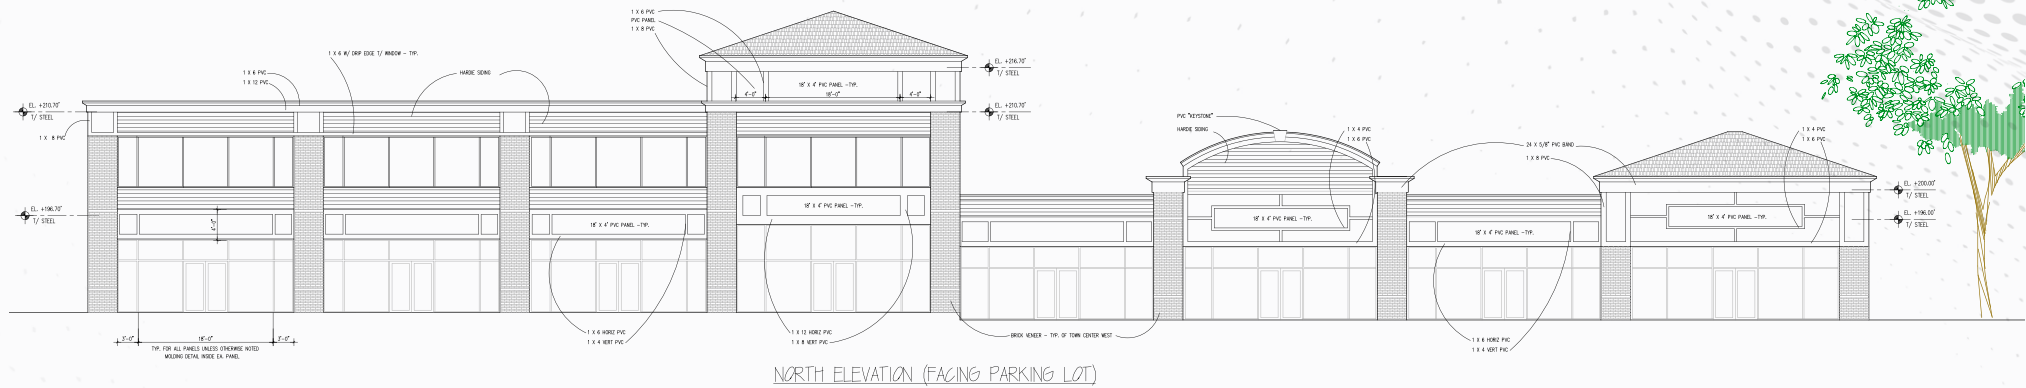 1 X 6 PVC
PVC PANEL
1 X 8 PVC
1 X 6 W/ DRIP EDGE T/ WINDOW - TYP.
1 X 6 PVC
1 X 12 PVC
HARDIE SIDING
EL. +216.70'
T/ STEEL
18" X 4' PVC PANEL -TYP.
4'-0"
18'-0"
4'-0"
EL. +210.70'
T/ STEEL
EL. +210.70'
T/ STEEL
1 X 8 PVC
PVC "KEYSTONE"
HARDIE SIDING
1 X 4 PVC
1 X 6 PVC
24 X 5/8" PVC BAND
1 X 8 PVC
1 X 4 PVC
1 X 6 PVC
EL. +200.00'
T/ STEEL
EL. +196.70'
T/ STEEL
4'-0"
18" X 4' PVC PANEL -TYP.
18" X 4' PVC PANEL -TYP.
18" X 4' PVC PANEL -TYP.
18" X 4' PVC PANEL -TYP.
18" X 4' PVC PANEL -TYP.
EL. +196.00'
T/ STEEL
3'-0"
18'-0"
3'-0"
TYP. FOR ALL PANELS UNLESS OTHERWISE NOTED
MOLDING DETAIL INSIDE EA. PANEL
1 X 6 HORIZ PVC
1 X 4 VERT PVC
1 X 12 HORIZ PVC
1 X 8 VERT PVC
BRICK VENEER - TYP. OF TOWN CENTER WEST
1 X 6 HORIZ PVC
1 X 4 VERT PVC
NORTH ELEVATION (FACING PARKING LOT)